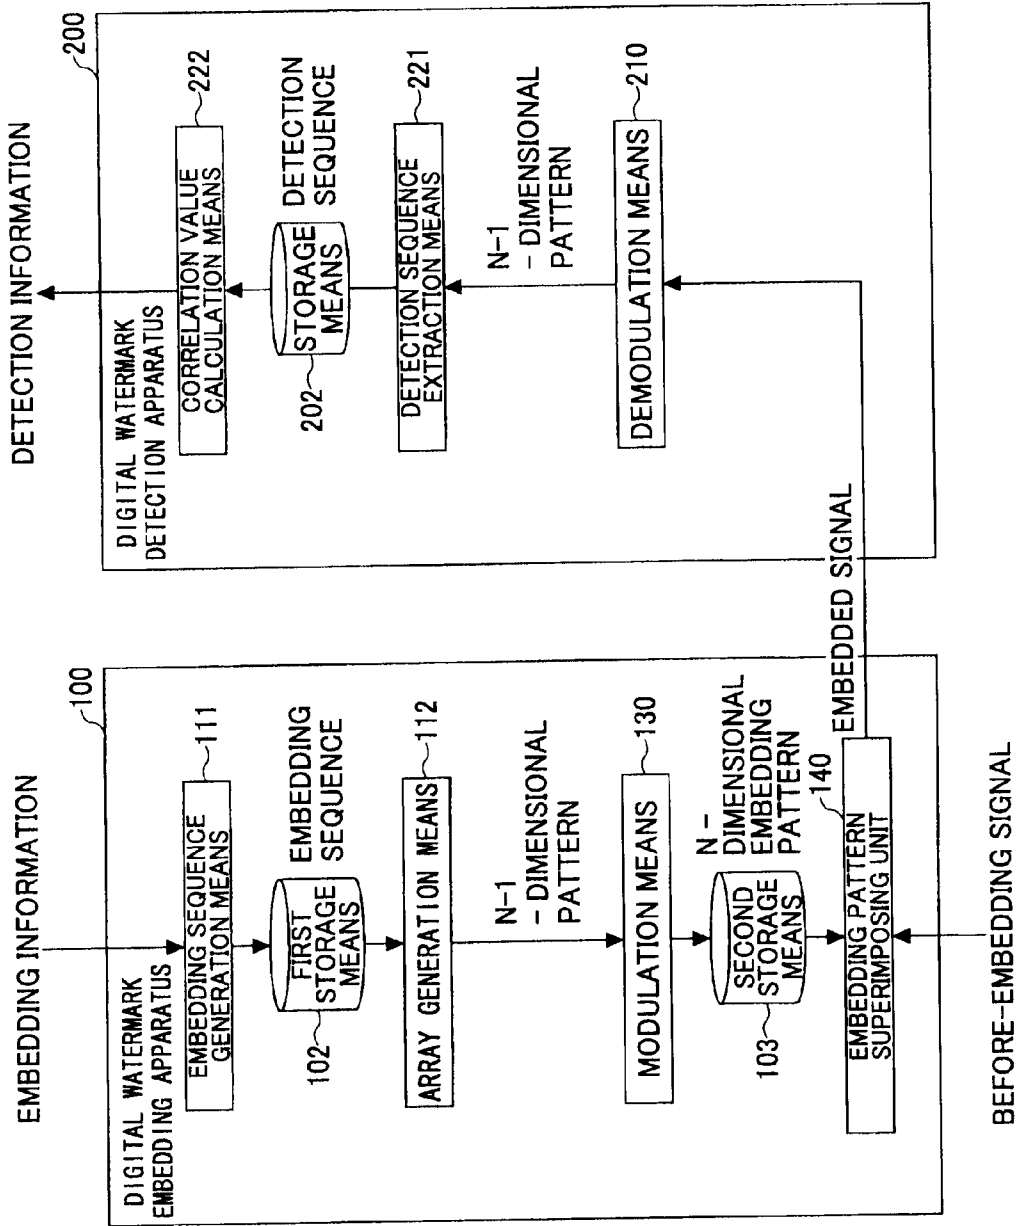 EMBEDDING INFORMATION
100
DIGITAL WATERMARK
EMBEDDING APPARATUS
EMBEDDING SEQUENCE
GENERATION MEANS
111
FIRST
STORAGE
MEANS
102
EMBEDDING
SEQUENCE
ARRAY GENERATION MEANS
112
N-1
- DIMENSIONAL
PATTERN
MODULATION MEANS
130
SECOND
STORAGE
MEANS
103
N -
DIMENSIONAL
EMBEDDING
PATTERN
140
EMBEDDING PATTERN
SUPERIMPOSING UNIT
BEFORE-EMBEDDING SIGNAL
EMBEDDED SIGNAL
DETECTION INFORMATION
200
DIGITAL WATERMARK
DETECTION APPARATUS
CORRELATION VALUE
CALCULATION MEANS
222
STORAGE
MEANS
202
DETECTION
SEQUENCE
DETECTION SEQUENCE
EXTRACTION MEANS
221
N-1
- DIMENSIONAL
PATTERN
DEMODULATION MEANS
210